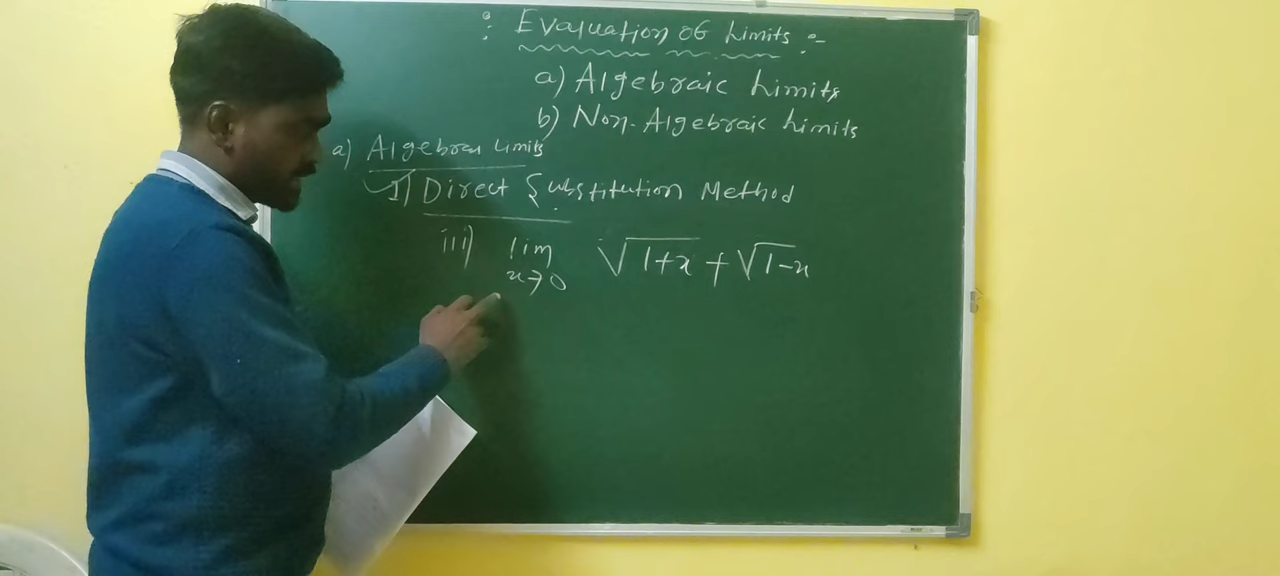 : Evaluation of Limits :-
a) Algebraic Limits
b) Non-Algebraic Limits
a) Algebraic Limits
I) Direct Substitution Method
iii) lim x→0 √1+x + √1-x